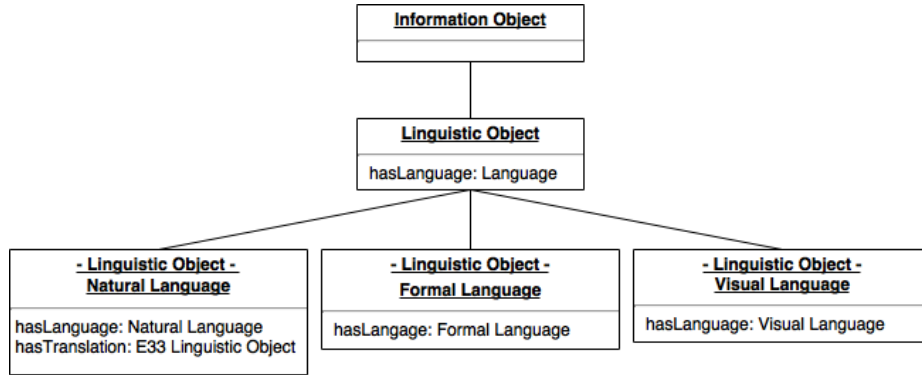 Information Object
Linguistic Object
hasLanguage: Language
- Linguistic Object -
Natural Language
hasLanguage: Natural Language
hasTranslation: E33 Linguistic Object
- Linguistic Object -
Formal Language
hasLangage: Formal Language
- Linguistic Object -
Visual Language
hasLanguage: Visual Language